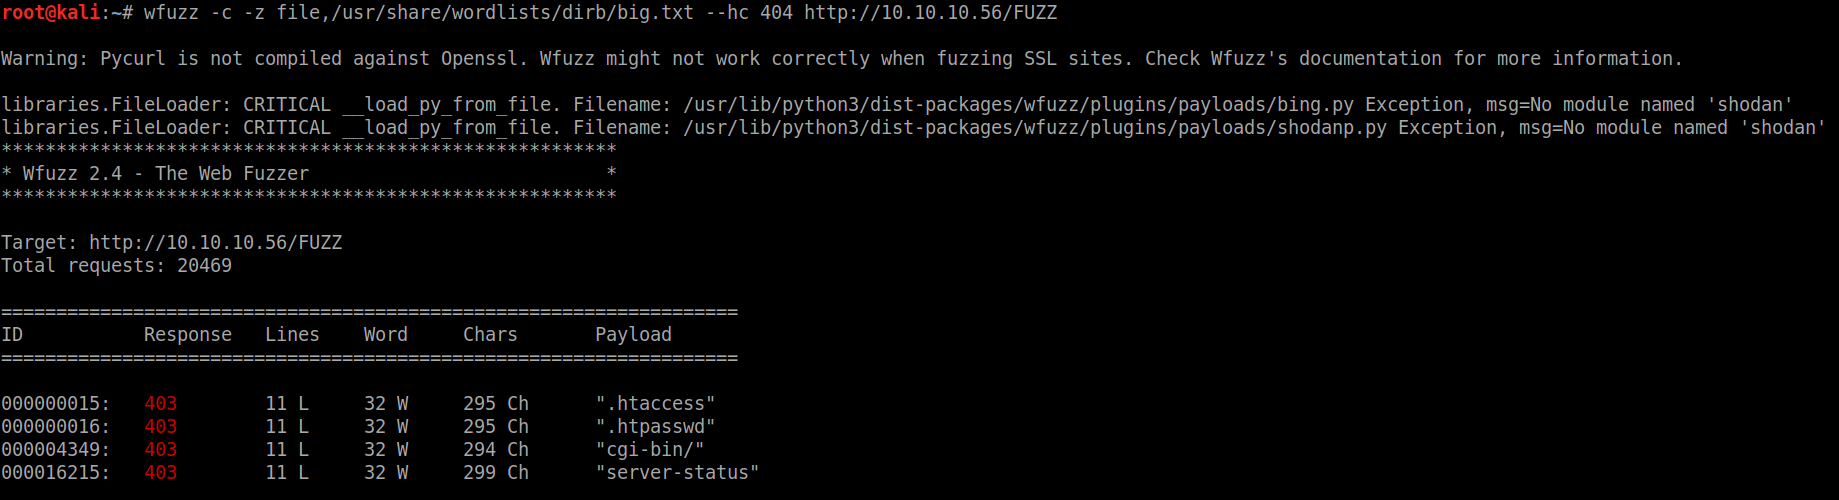 root@kali:~# wfuzz -c -z file,/usr/share/wordlists/dirb/big.txt --hc 404 http://10.10.10.56/FUZZ
Warning: Pycurl is not compiled against Openssl. Wfuzz might not work correctly when fuzzing SSL sites. Check Wfuzz's documentation for more information.
libraries.FileLoader: CRITICAL __load_py_from_file. Filename: /usr/lib/python3/dist-packages/wfuzz/plugins/payloads/bing.py Exception, msg=No module named 'shodan'
libraries.FileLoader: CRITICAL __load_py_from_file. Filename: /usr/lib/python3/dist-packages/wfuzz/plugins/payloads/shodanp.py Exception, msg=No module named 'shodan'
********************************************************
* Wfuzz 2.4 - The Web Fuzzer                           *
********************************************************
Target: http://10.10.10.56/FUZZ
Total requests: 20469
===================================================================
ID           Response   Lines    Word     Chars       Payload
===================================================================
000000015:   403        11 L     32 W     295 Ch      ".htaccess"
000000016:   403        11 L     32 W     295 Ch      ".htpasswd"
000004349:   403        11 L     32 W     294 Ch      "cgi-bin/"
000016215:   403        11 L     32 W     299 Ch      "server-status"